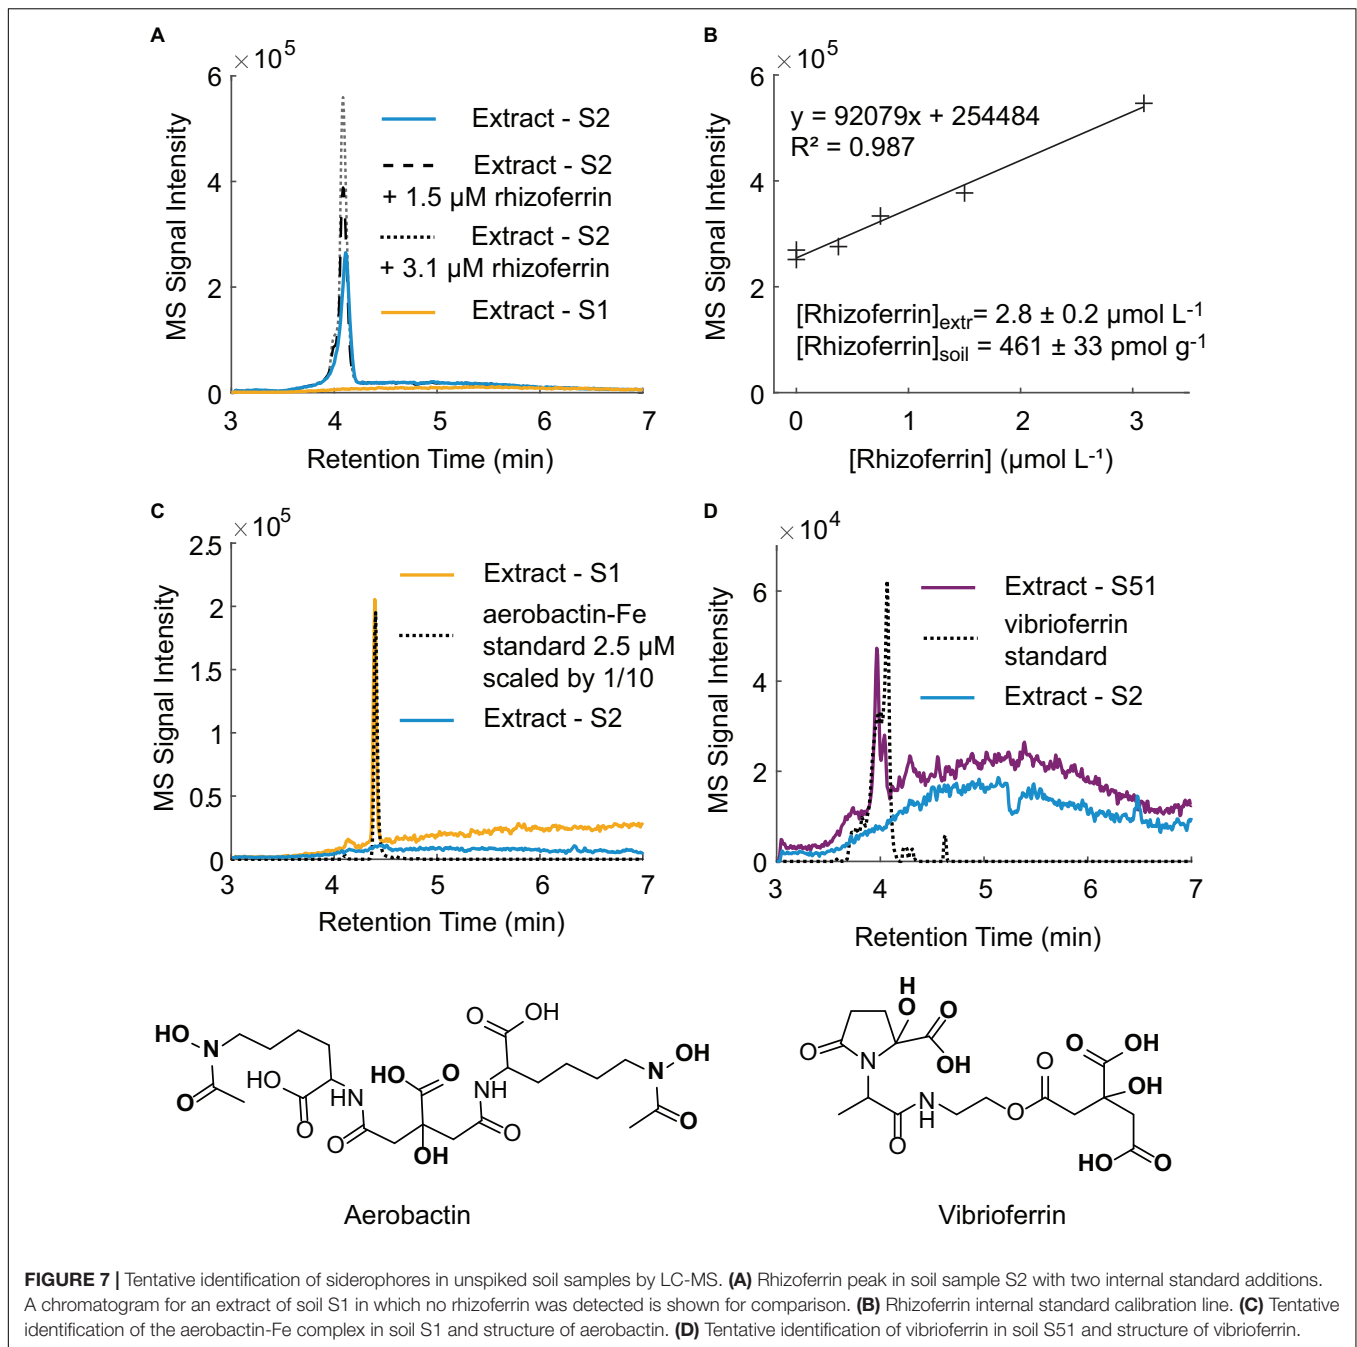 A
×10⁵
6
4
2
0
3 4 5 6 7
MS Signal Intensity
Retention Time (min)
Extract - S2
Extract - S2
+ 1.5 µM rhizoferrin
Extract - S2
+ 3.1 µM rhizoferrin
Extract - S1
B
×10⁵
6
4
2
0
0 1 2 3
MS Signal Intensity
[Rhizoferrin] (µmol L⁻¹)
y = 92079x + 254484
R² = 0.987
[Rhizoferrin]extr= 2.8 ± 0.2 µmol L⁻¹
[Rhizoferrin]soil = 461 ± 33 pmol g⁻¹
C
×10⁵
2.5
2
1.5
1
0.5
0
3 4 5 6 7
MS Signal Intensity
Retention Time (min)
Extract - S1
aerobactin-Fe
standard 2.5 µM
scaled by 1/10
Extract - S2
D
×10⁴
6
4
2
0
3 4 5 6 7
MS Signal Intensity
Retention Time (min)
Extract - S51
vibrioferrin
standard
Extract - S2
HO
N
O
HO
O
HN
O
HO
O
OH
O
NH
O
OH
N
OH
O
Aerobactin
O
N
H
O
O
OH
O
N
H
O
O
O
OH
OH
HO
O
Vibrioferrin
FIGURE 7 | Tentative identification of siderophores in unspiked soil samples by LC-MS. (A) Rhizoferrin peak in soil sample S2 with two internal standard additions.
A chromatogram for an extract of soil S1 in which no rhizoferrin was detected is shown for comparison. (B) Rhizoferrin internal standard calibration line. (C) Tentative
identification of the aerobactin-Fe complex in soil S1 and structure of aerobactin. (D) Tentative identification of vibrioferrin in soil S51 and structure of vibrioferrin.